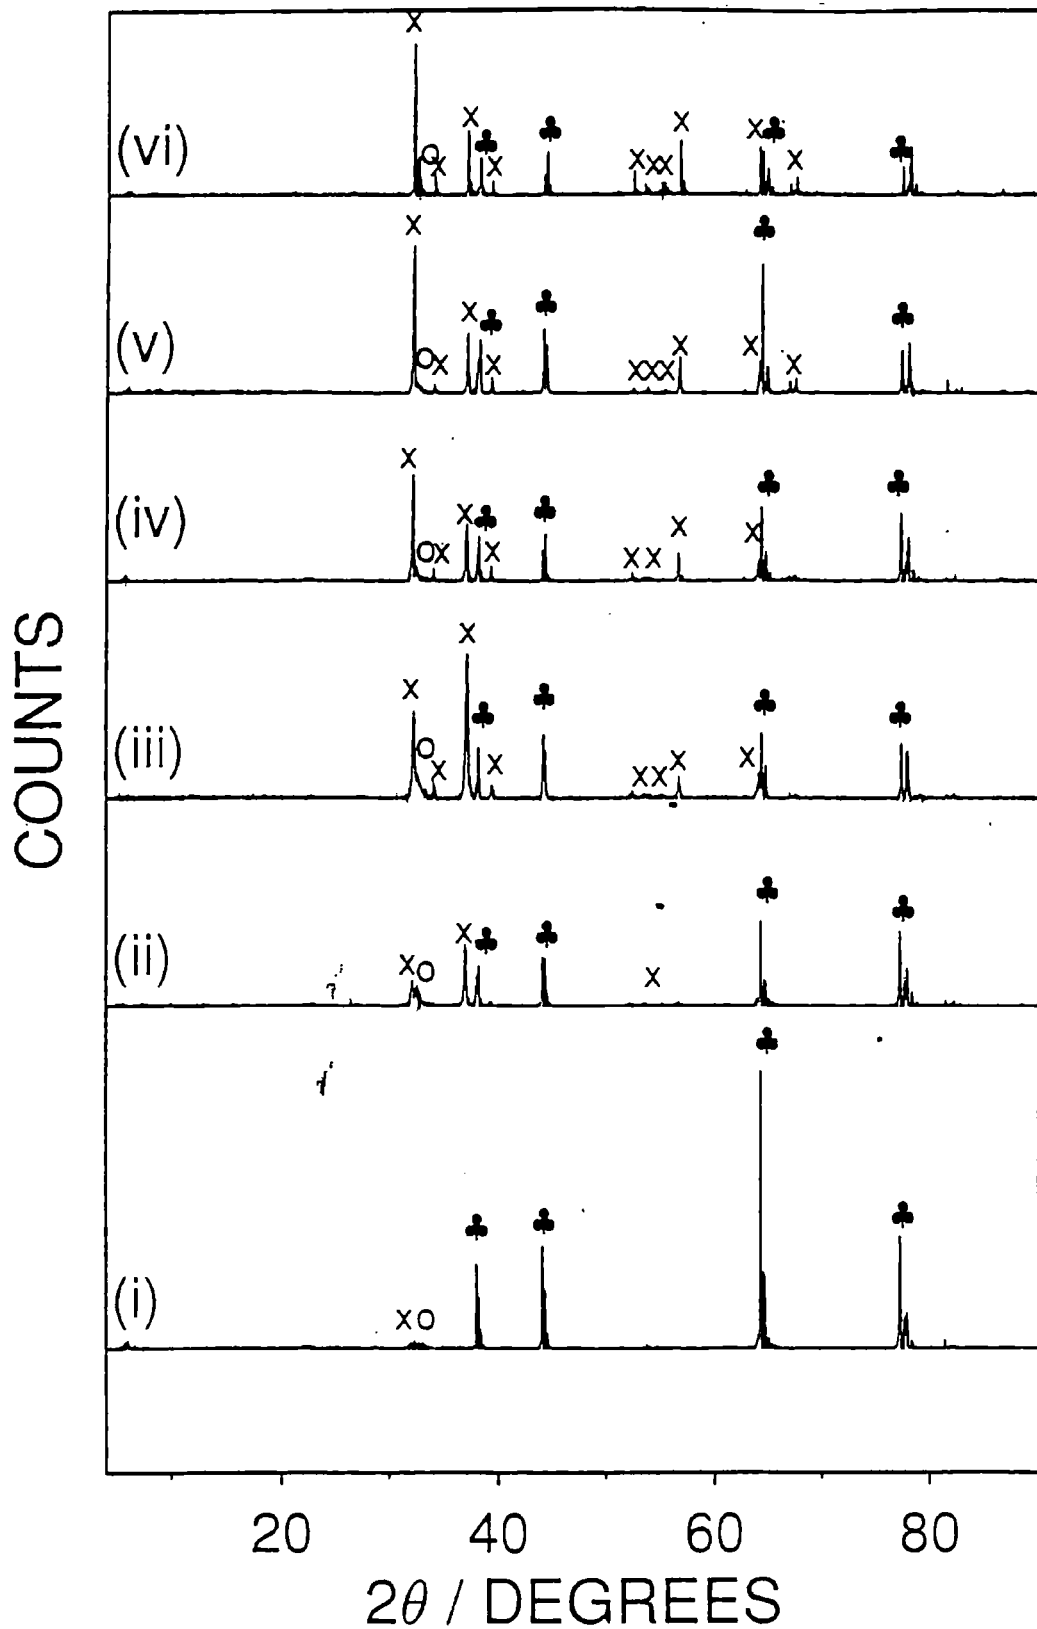 X
(vi) O X X ♣ X ♣ X X X X X ♣ X ♣
X ♣
(v) O X X ♣ X ♣ X X X X X X ♣
X
(iv) O X X ♣ X ♣ X X X X ♣ ♣
X
(iii) X O X ♣ X ♣ X X X X ♣ ♣
♣
(ii) X O X ♣ ♣ X ♣
♣
(i) X O ♣ ♣ ♣
COUNTS
20 40 60 80
2θ / DEGREES